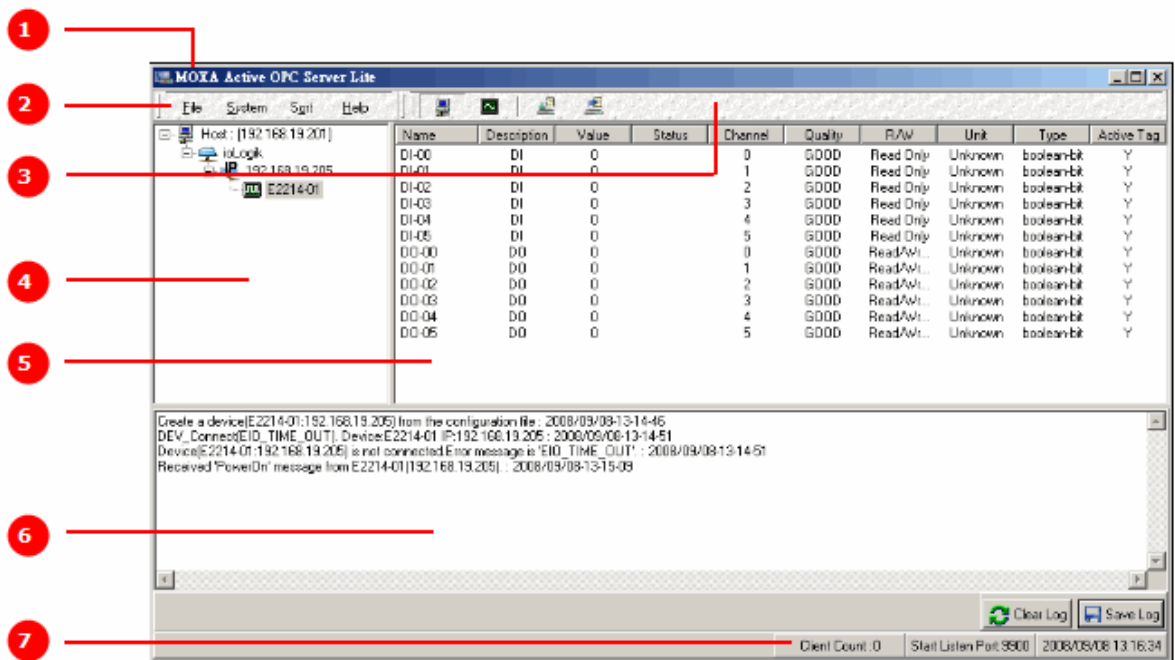 1
MOXA Active OPC Server Lite
2
File System Sort Help
Host : [192.168.19.201]
ioLogik
192.168.19.205
E2214-01
Name Description Value Status Channel Quality R/W Unit Type Active Tag
DI-00 DI 0 0 GOOD Read Only Unknown boolean-bit Y
DI-01 DI 0 1 GOOD Read Only Unknown boolean-bit Y
3
DI-02 DI 0 2 GOOD Read Only Unknown boolean-bit Y
DI-03 DI 0 3 GOOD Read Only Unknown boolean-bit Y
DI-04 DI 0 4 GOOD Read Only Unknown boolean-bit Y
DI-05 DI 0 5 GOOD Read Only Unknown boolean-bit Y
DO-00 DO 0 0 GOOD Read/Wr... Unknown boolean-bit Y
DO-01 DO 0 1 GOOD Read/Wr... Unknown boolean-bit Y
4
DO-02 DO 0 2 GOOD Read/Wr... Unknown boolean-bit Y
DO-03 DO 0 3 GOOD Read/Wr... Unknown boolean-bit Y
DO-04 DO 0 4 GOOD Read/Wr... Unknown boolean-bit Y
DO-05 DO 0 5 GOOD Read/Wr... Unknown boolean-bit Y
5
Create a device(E2214-01:192.168.19.205) from the configuration file : 2008/09/08-13-14-46
DEV_Connect(EIO_TIME_OUT). Device:E2214-01 IP:192.168.19.205 : 2008/09/08-13-14-51
Device(E2214-01:192.168.19.205) is not connected.Error message is 'EIO_TIME_OUT'. : 2008/09/08-13-14-51
Received 'PowerOn' message from E2214-01(192.168.19.205). : 2008/09/08-13-15-09
6
Clear Log Save Log
7
Client Count :0 Start Listen Port:9900 2008/09/08 13:16:34